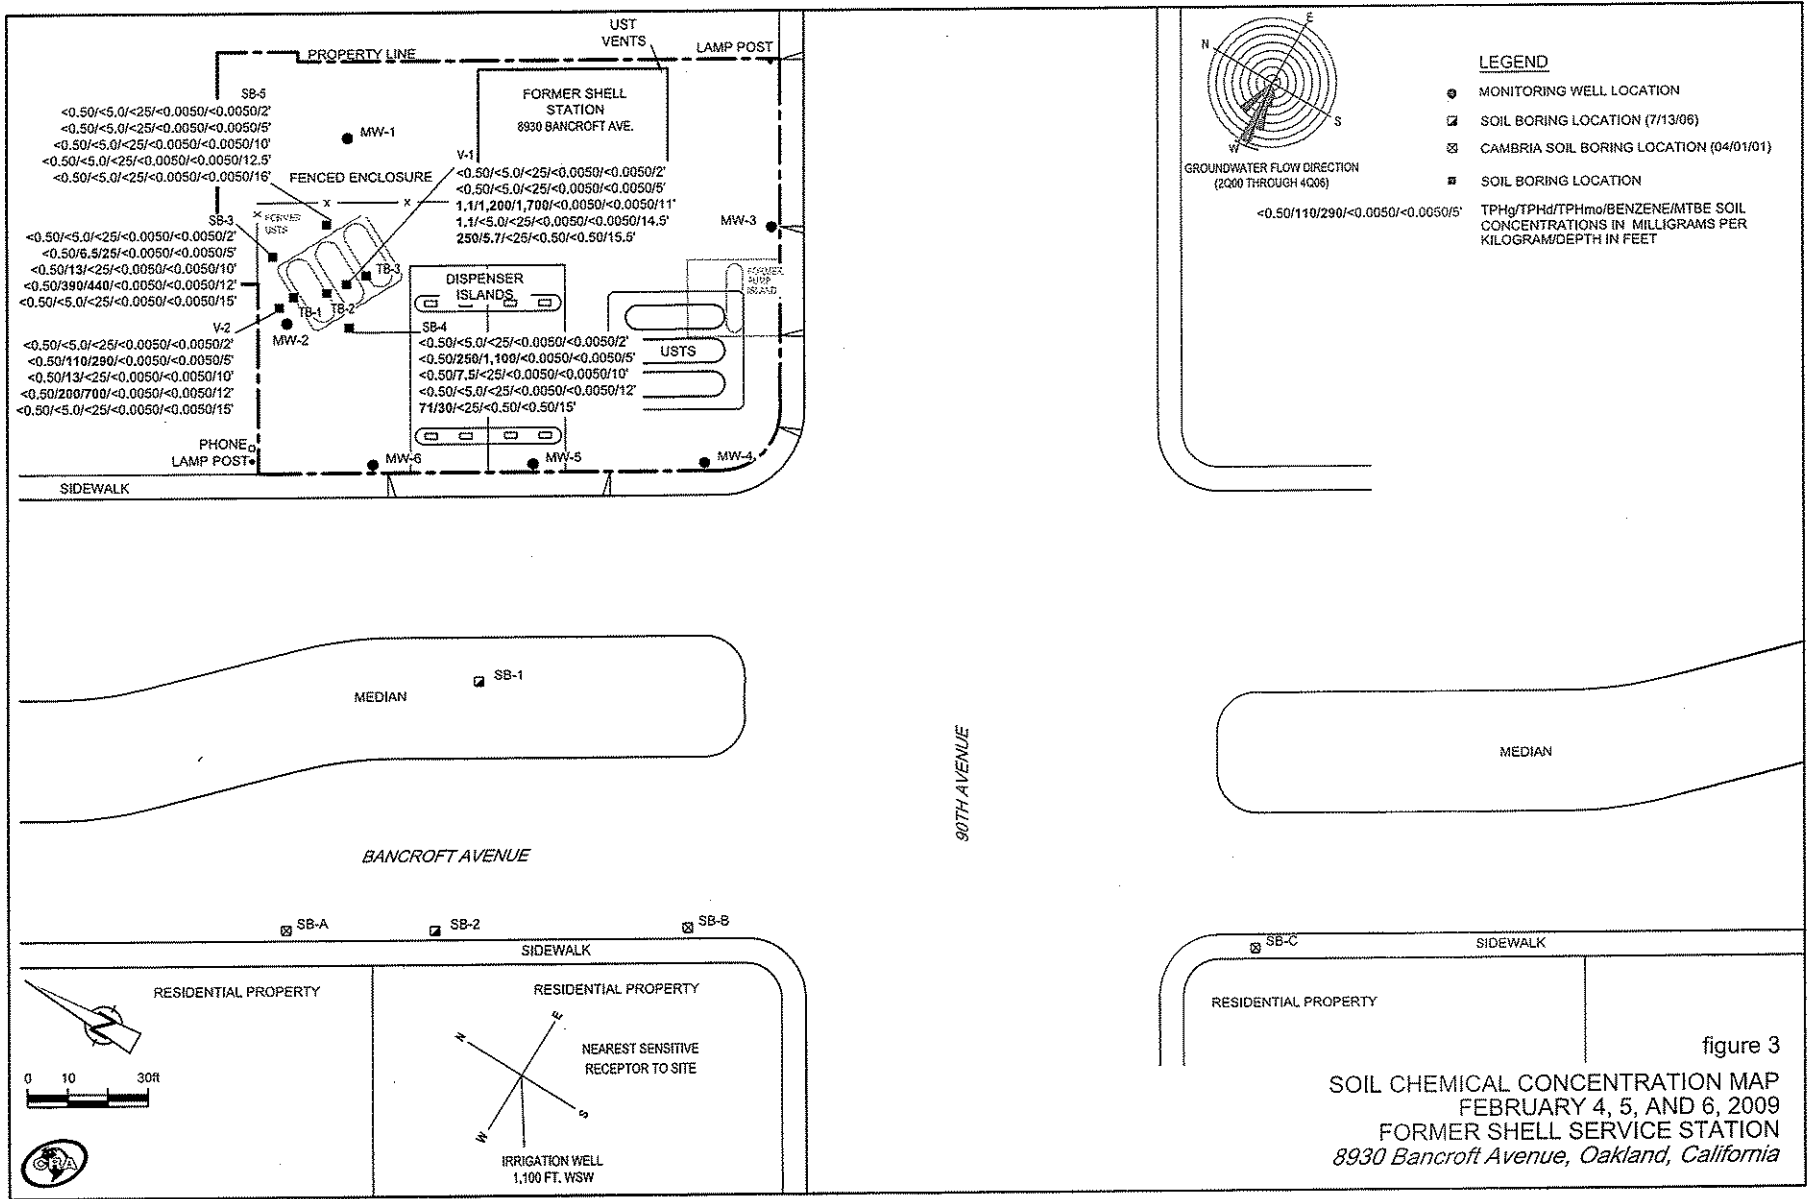 UST
VENTS
PROPERTY LINE
LAMP POST
FORMER SHELL
STATION
8930 BANCROFT AVE.
SB-5
<0.50/<5.0/<25/<0.0050/<0.0050/2'
<0.50/<5.0/<25/<0.0050/<0.0050/5'
<0.50/<5.0/<25/<0.0050/<0.0050/10'
<0.50/<5.0/<25/<0.0050/<0.0050/12.5'
<0.50/<5.0/<25/<0.0050/<0.0050/16'
MW-1
FENCED ENCLOSURE
V-1
<0.50/<5.0/<25/<0.0050/<0.0050/2'
<0.50/<5.0/<25/<0.0050/<0.0050/5'
1.1/1,200/1,700/<0.0050/<0.0050/11'
1.1/<5.0/<25/<0.0050/<0.0050/14.5'
250/5.7/<25/<0.50/<0.50/15.5'
MW-3
x x x
FORMER
USTS
SB-3
<0.50/<5.0/<25/<0.0050/<0.0050/2'
<0.50/6.5/25/<0.0050/<0.0050/5'
<0.50/13/<25/<0.0050/<0.0050/10'
<0.50/390/440/<0.0050/<0.0050/12'
<0.50/<5.0/<25/<0.0050/<0.0050/15'
TB-3
TB-1
TB-2
DISPENSER
ISLANDS
FORMER
PUMP
ISLAND
V-2
MW-2
<0.50/<5.0/<25/<0.0050/<0.0050/2'
<0.50/110/290/<0.0050/<0.0050/5'
<0.50/13/<25/<0.0050/<0.0050/10'
<0.50/200/700/<0.0050/<0.0050/12'
<0.50/<5.0/<25/<0.0050/<0.0050/15'
SB-4
<0.50/<5.0/<25/<0.0050/<0.0050/2'
<0.50/250/1,100/<0.0050/<0.0050/5'
<0.50/7.5/<25/<0.0050/<0.0050/10'
<0.50/<5.0/<25/<0.0050/<0.0050/12'
71/30/<25/<0.50/<0.50/15'
USTS
PHONE
LAMP POST
MW-6
MW-5
MW-4
SIDEWALK
N
E
S
W
GROUNDWATER FLOW DIRECTION
(2Q00 THROUGH 4Q06)
LEGEND
MONITORING WELL LOCATION
SOIL BORING LOCATION (7/13/06)
CAMBRIA SOIL BORING LOCATION (04/01/01)
SOIL BORING LOCATION
<0.50/110/290/<0.0050/<0.0050/5'
TPHg/TPHd/TPHmo/BENZENE/MTBE SOIL
CONCENTRATIONS IN MILLIGRAMS PER
KILOGRAM/DEPTH IN FEET
SB-1
MEDIAN
MEDIAN
90TH AVENUE
BANCROFT AVENUE
SB-A
SB-2
SB-B
SB-C
SIDEWALK
SIDEWALK
RESIDENTIAL PROPERTY
RESIDENTIAL PROPERTY
RESIDENTIAL PROPERTY
N
0 10 30ft
CRA
N
E
S
W
NEAREST SENSITIVE
RECEPTOR TO SITE
IRRIGATION WELL
1,100 FT. WSW
figure 3
SOIL CHEMICAL CONCENTRATION MAP
FEBRUARY 4, 5, AND 6, 2009
FORMER SHELL SERVICE STATION
8930 Bancroft Avenue, Oakland, California